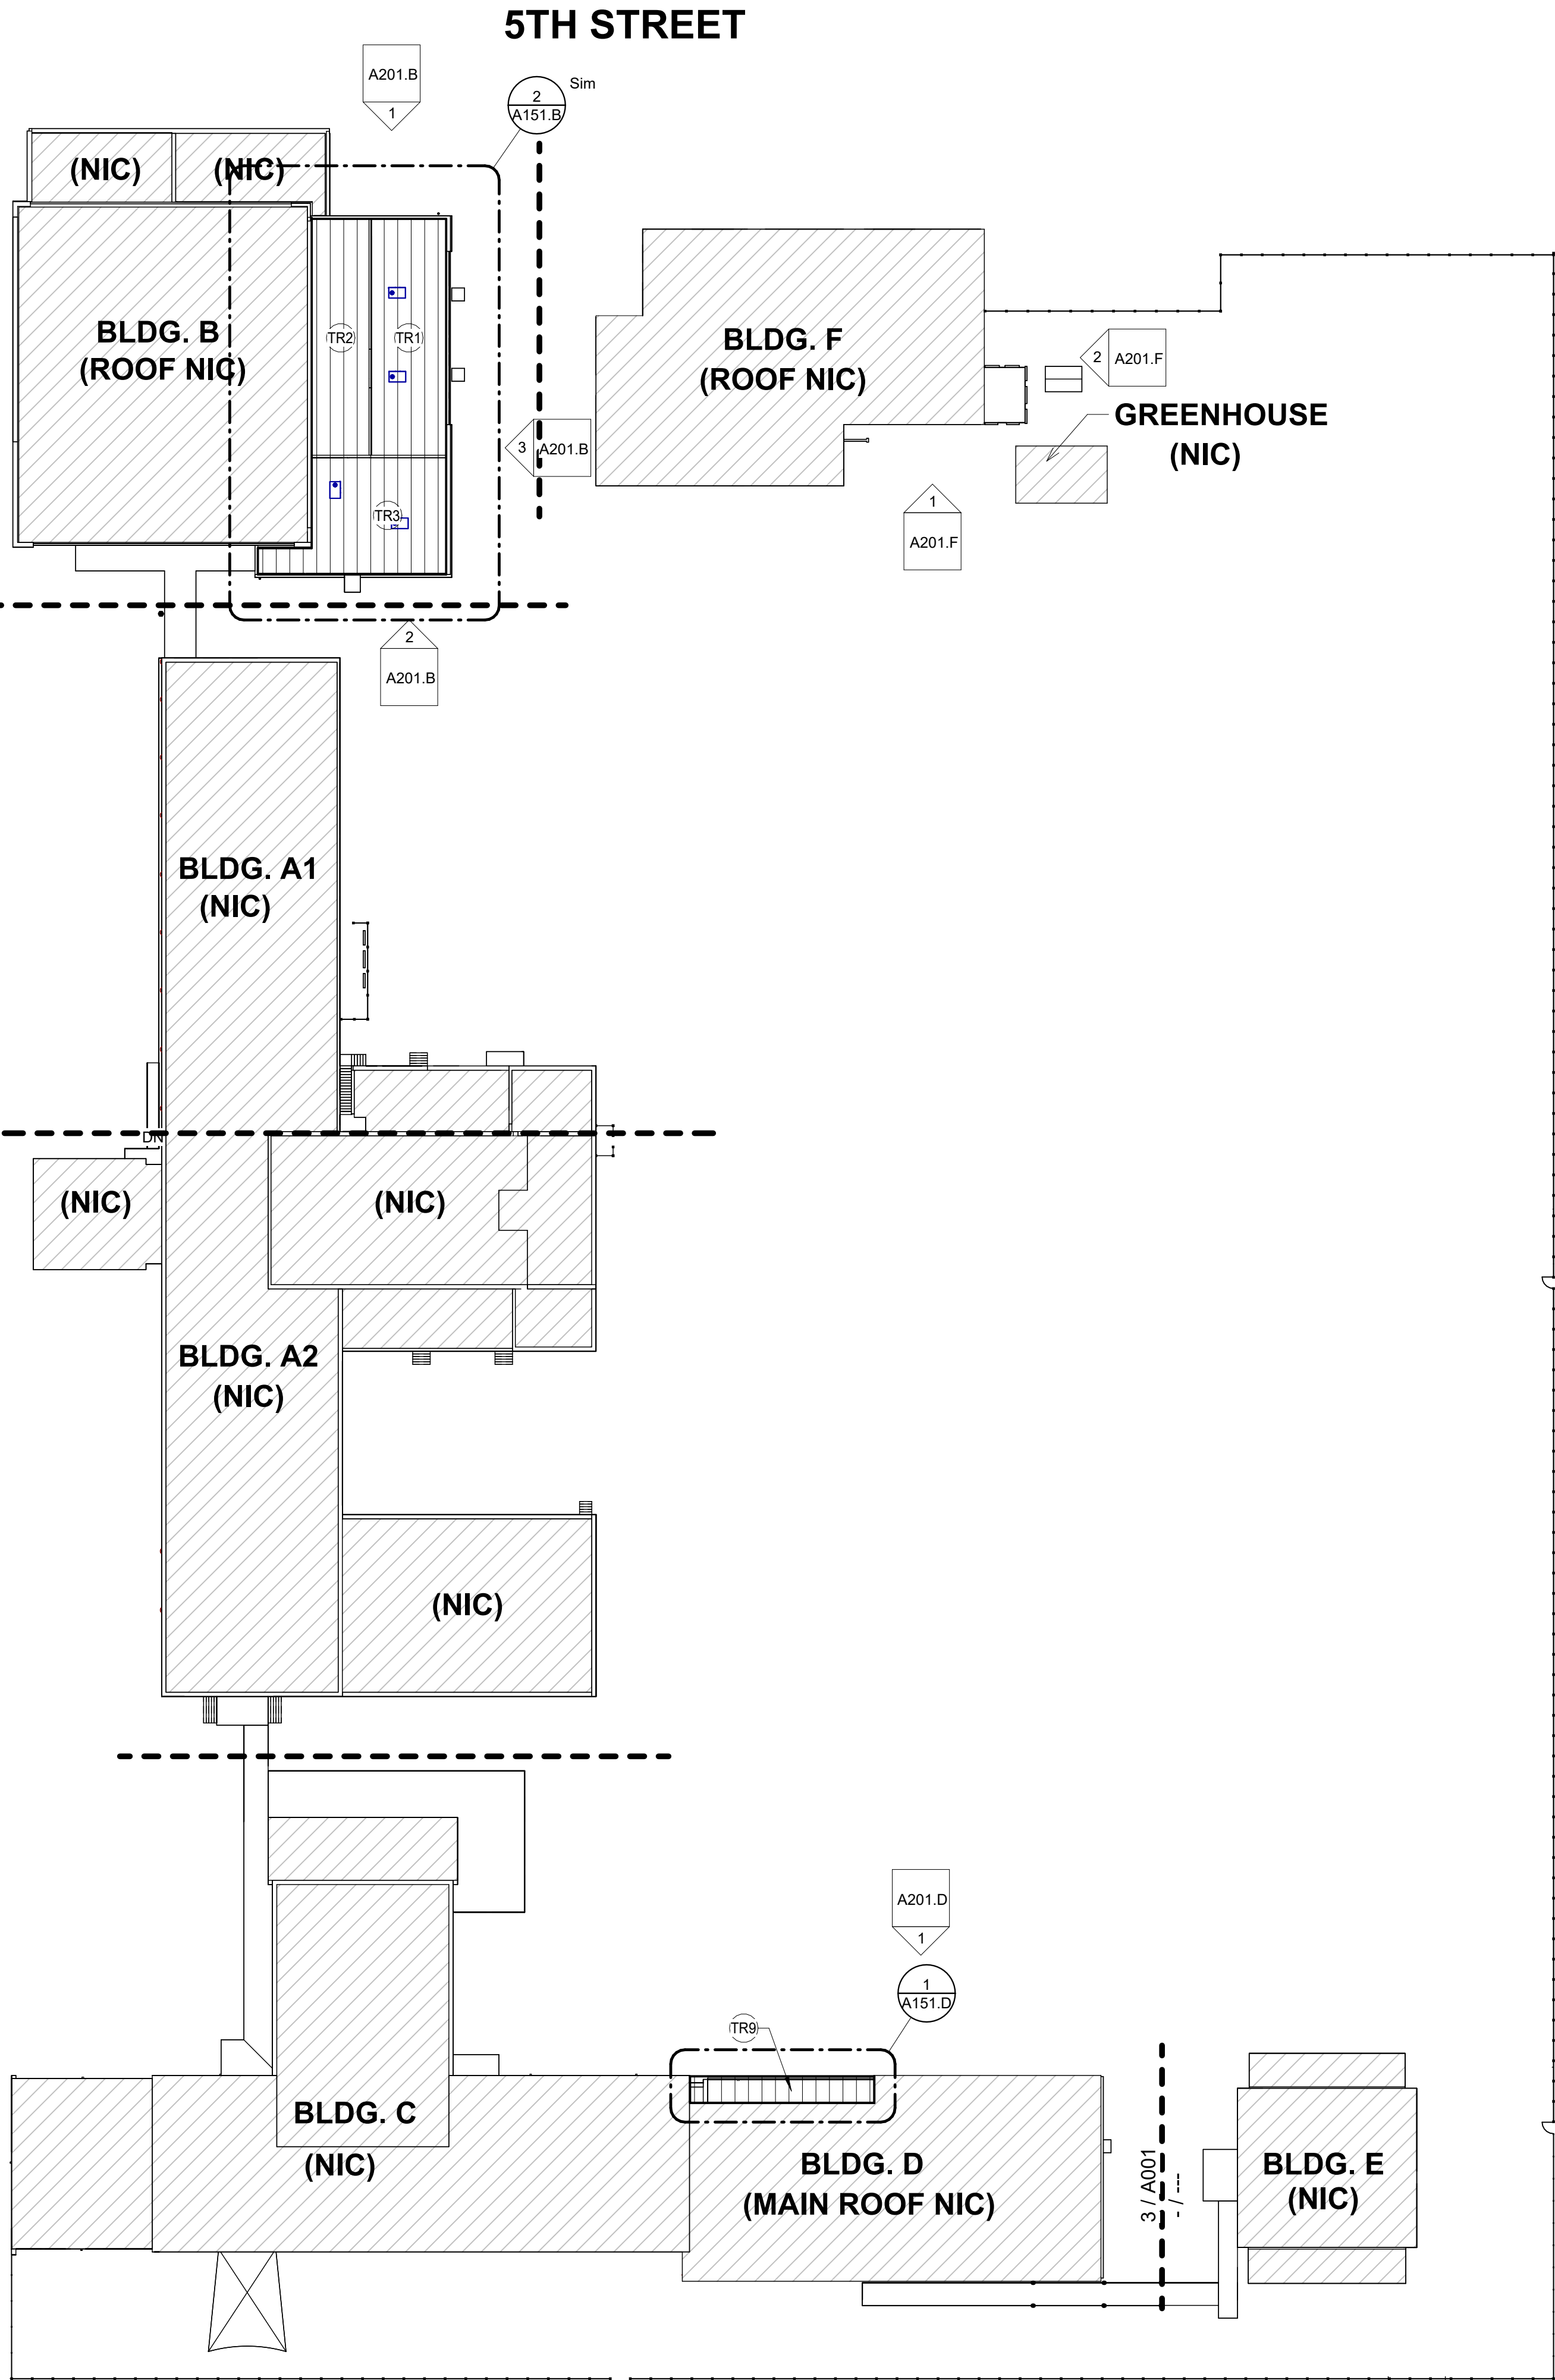 5TH STREET
A201.B
1
2
A151.B
Sim
(NIC)
(NIC)
BLDG. B
(ROOF NIC)
TR2
TR1
TR3
3
A201.B
2
A201.B
BLDG. F
(ROOF NIC)
2
A201.F
GREENHOUSE
(NIC)
1
A201.F
BLDG. A1
(NIC)
DN
(NIC)
(NIC)
BLDG. A2
(NIC)
(NIC)
A201.D
1
1
A151.D
TR9
BLDG. C
(NIC)
BLDG. D
(MAIN ROOF NIC)
3 / A001
- / ---
BLDG. E
(NIC)